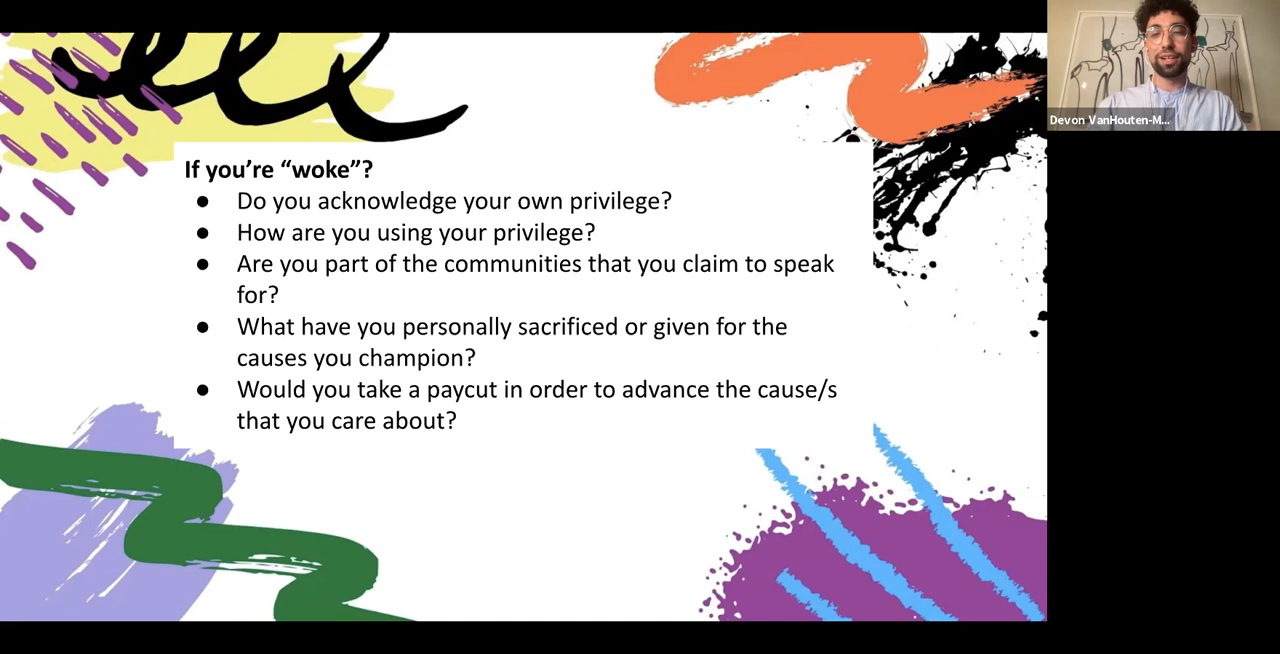 If you’re “woke”?
● Do you acknowledge your own privilege?
● How are you using your privilege?
● Are you part of the communities that you claim to speak
for?
● What have you personally sacrificed or given for the
causes you champion?
● Would you take a paycut in order to advance the cause/s
that you care about?
Devon VanHouten-M...